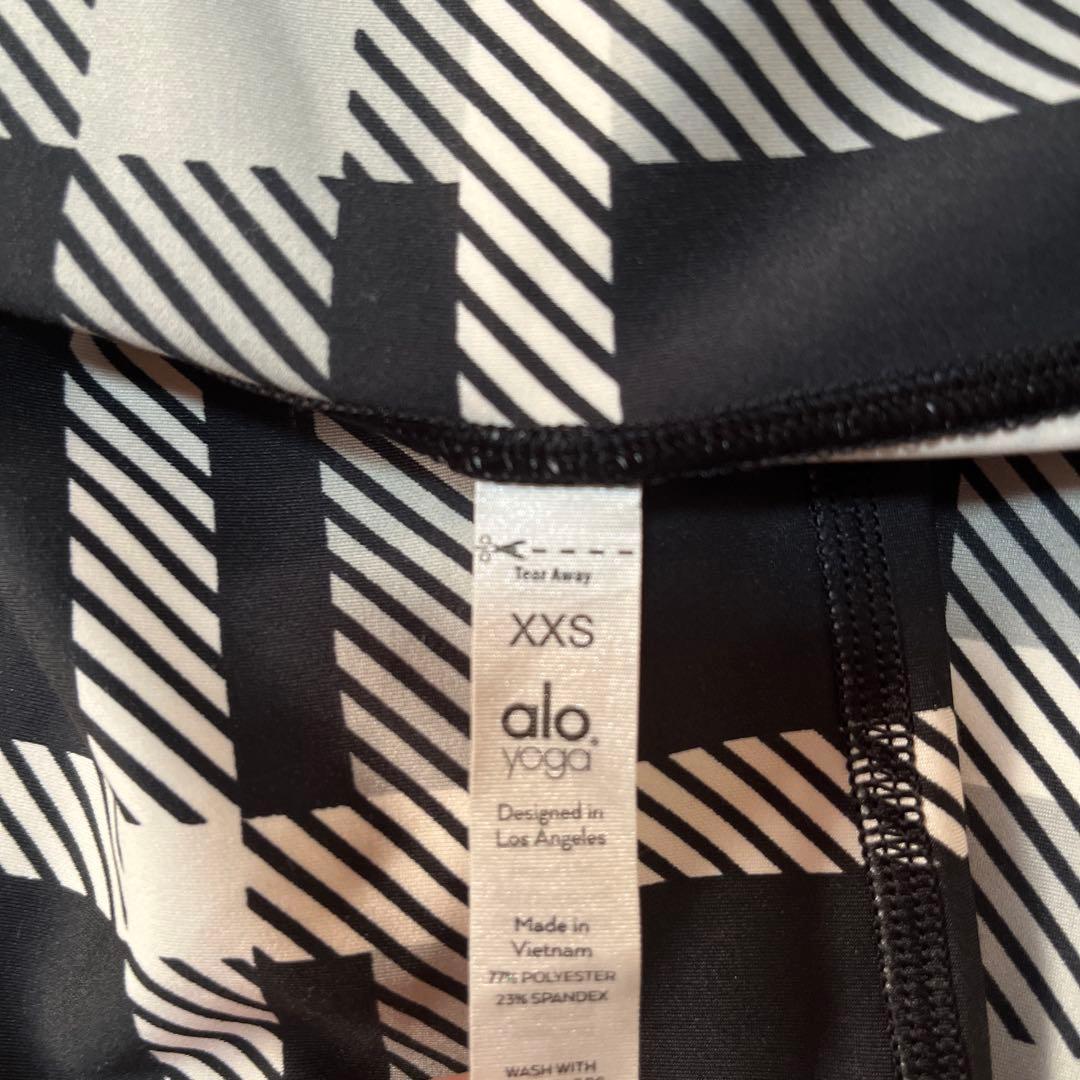 Tear Away
XXS
alo
yoga®
Designed in
Los Angeles
Made in
Vietnam
77% POLYESTER
23% SPANDEX
WASH WITH